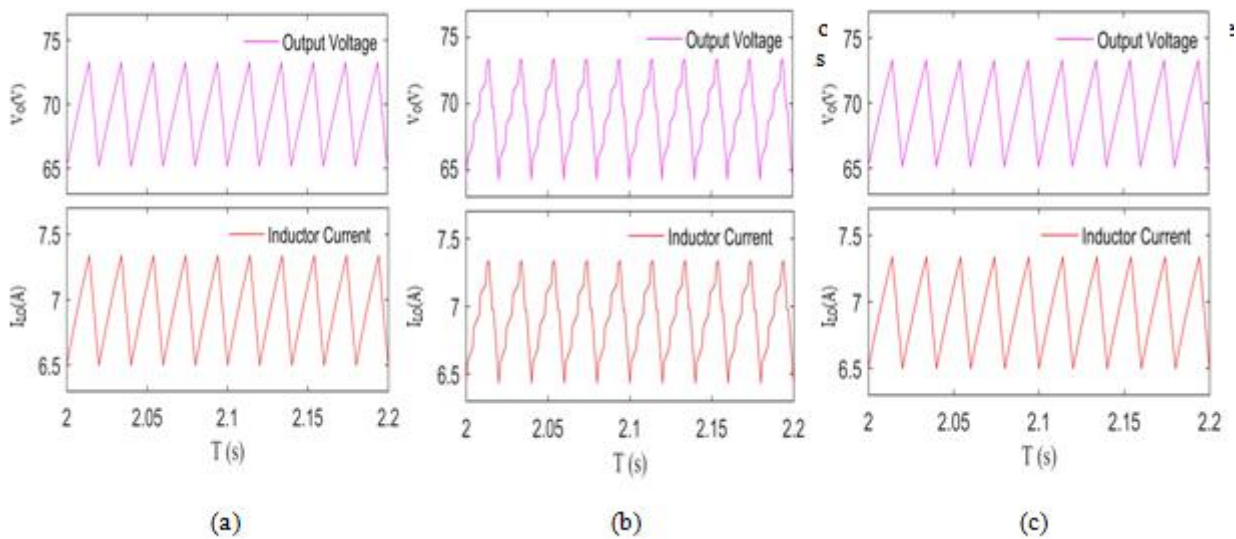 Output Voltage
75
70
65
V_O(V)
Inductor Current
7.5
7
6.5
I_LO(A)
2 2.05 2.1 2.15 2.2
T (s)
(a)
Output Voltage
75
70
65
V_O(V)
Inductor Current
7.5
7
6.5
I_LO(A)
2 2.05 2.1 2.15 2.2
T (s)
(b)
c
s
e
Output Voltage
75
70
65
V_O(V)
Inductor Current
7.5
7
6.5
I_LO(A)
2 2.05 2.1 2.15 2.2
T (s)
(c)